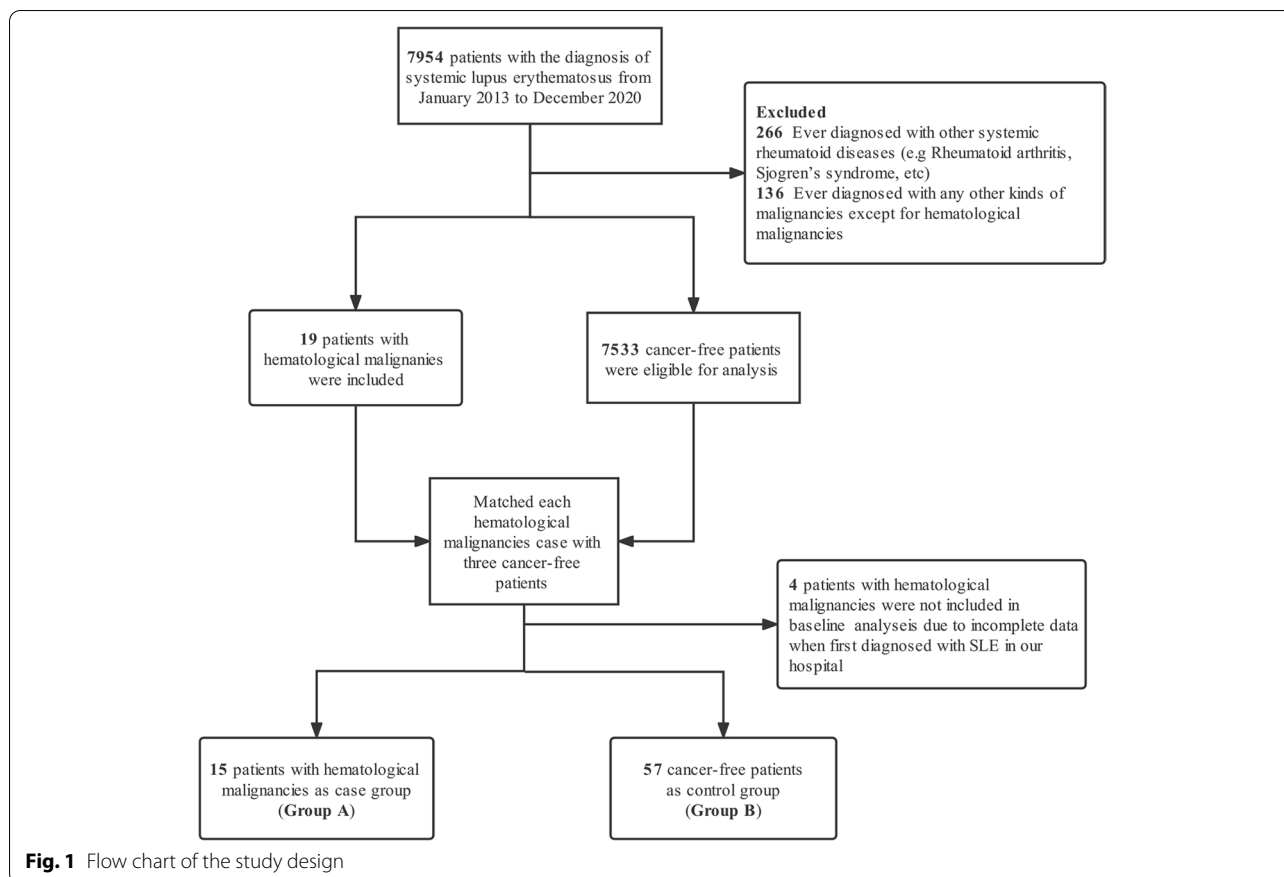 7954 patients with the diagnosis of
systemic lupus erythematosus from
January 2013 to December 2020
Excluded
266 Ever diagnosed with other systemic
rheumatoid diseases (e.g Rheumatoid arthritis,
Sjogren's syndrome, etc)
136 Ever diagnosed with any other kinds of
malignancies except for hematological
malignancies
19 patients with
hematological malignanies
were included
7533 cancer-free patients
were eligible for analysis
Matched each
hematological
malignancies case with
three cancer-free
patients
4 patients with hematological
malignancies were not included in
baseline analyseis due to incomplete data
when first diagnosed with SLE in our
hospital
15 patients with hematological
malignancies as case group
(Group A)
57 cancer-free patients
as control group
(Group B)
Fig. 1 Flow chart of the study design